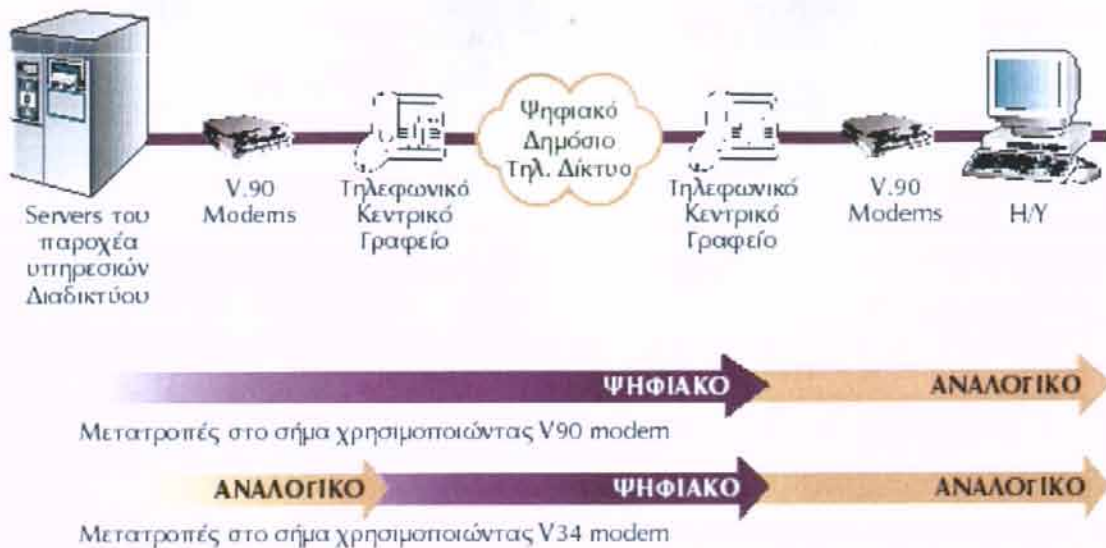 Ψηφιακό
Δημόσιο
Τηλ. Δίκτυο
Servers του
παροχέα
υπηρεσιών
Διαδικτύου
V.90
Modems
Τηλεφωνικό
Κεντρικό
Γραφείο
Τηλεφωνικό
Κεντρικό
Γραφείο
V.90
Modems
Η/Υ
ΨΗΦΙΑΚΟ
ΑΝΑΛΟΓΙΚΟ
Μετατροπές στο σήμα χρησιμοποιώντας V90 modem
ΑΝΑΛΟΓΙΚΟ
ΨΗΦΙΑΚΟ
ΑΝΑΛΟΓΙΚΟ
Μετατροπές στο σήμα χρησιμοποιώντας V34 modem